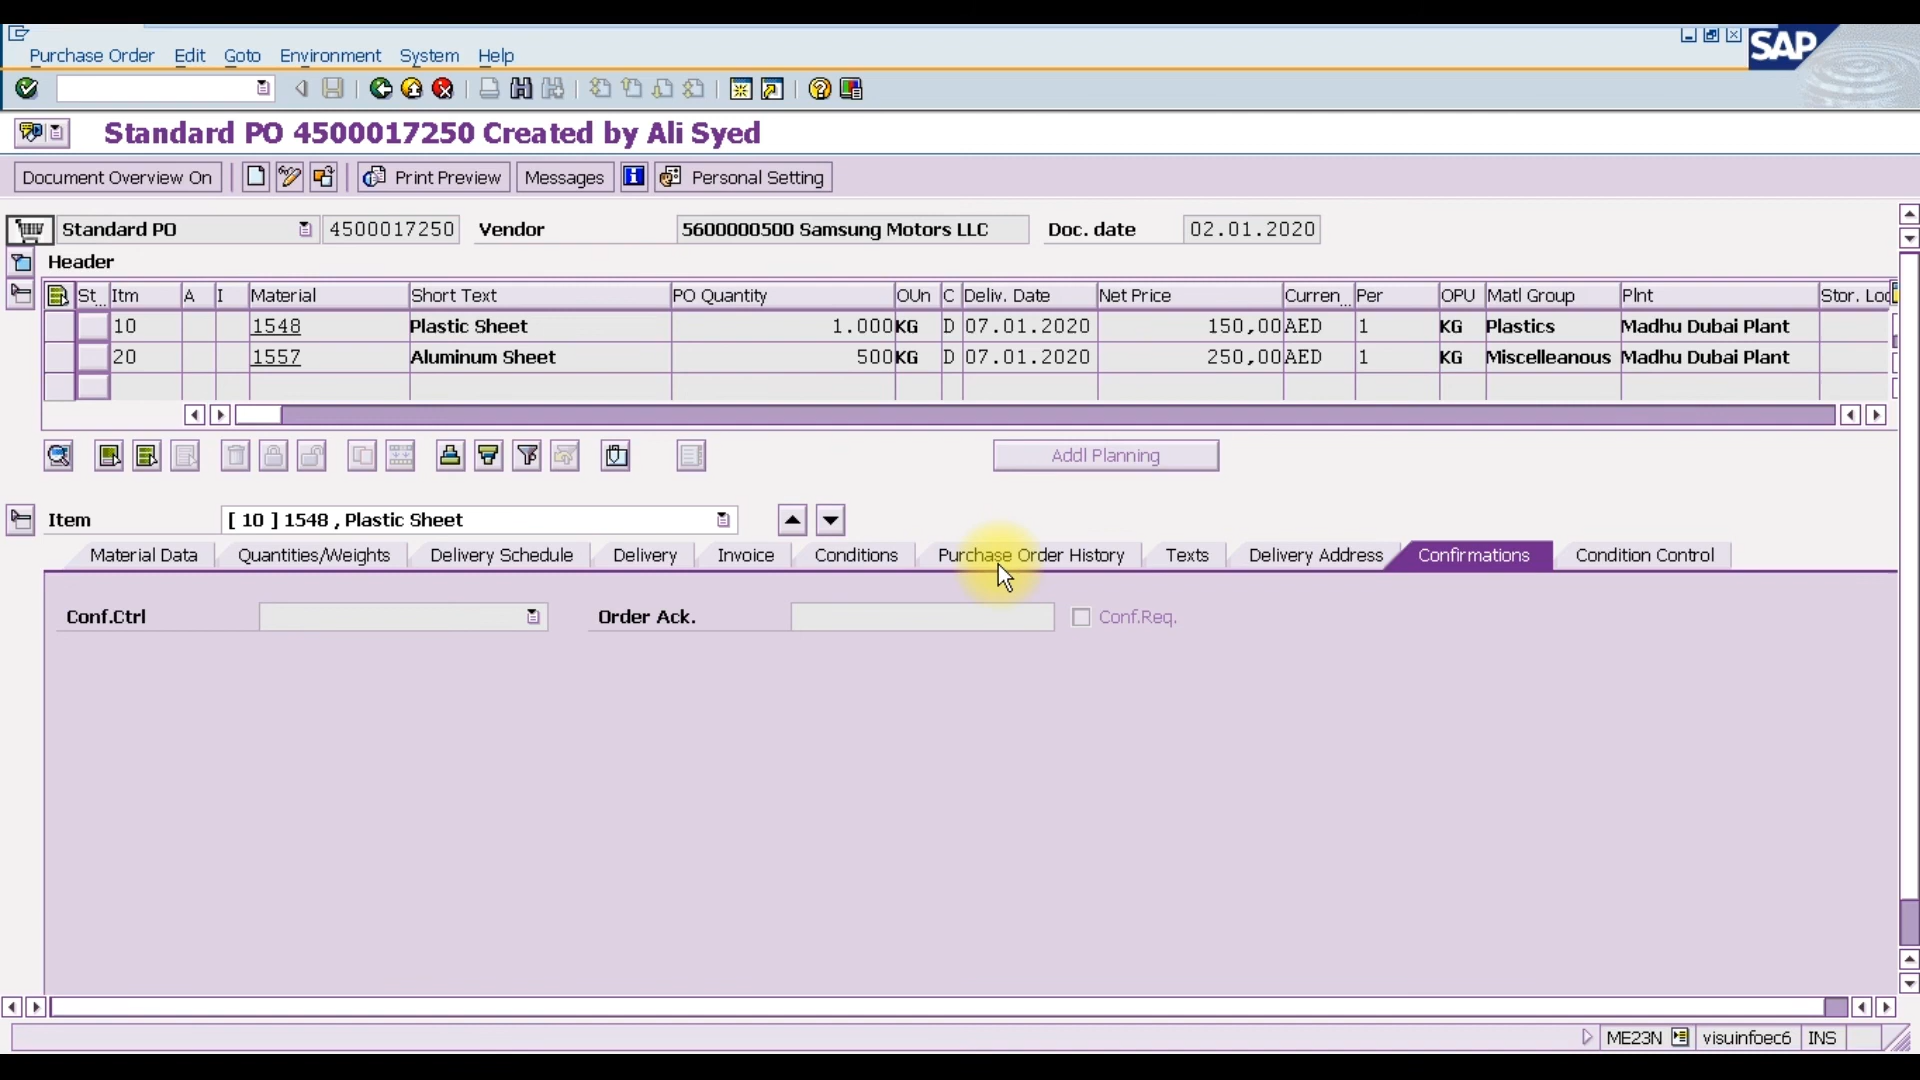 Purchase Order Edit Goto Environment System Help
SAP
Standard PO 4500017250 Created by Ali Syed
Document Overview On Print Preview Messages Personal Setting
Standard PO 4500017250 Vendor 5600000500 Samsung Motors LLC Doc. date 02.01.2020
Header
St... Itm A I Material Short Text PO Quantity OUn C Deliv. Date Net Price Curren... Per OPU Matl Group Plnt Stor. Loc
10 1548 Plastic Sheet 1.000 KG D 07.01.2020 150,00 AED 1 KG Plastics Madhu Dubai Plant
20 1557 Aluminum Sheet 500 KG D 07.01.2020 250,00 AED 1 KG Miscelleanous Madhu Dubai Plant
Addl Planning
Item [ 10 ] 1548 , Plastic Sheet
Material Data Quantities/Weights Delivery Schedule Delivery Invoice Conditions Purchase Order History Texts Delivery Address Confirmations Condition Control
Conf.Ctrl Order Ack. Conf.Req.
ME23N visuinfoec6 INS